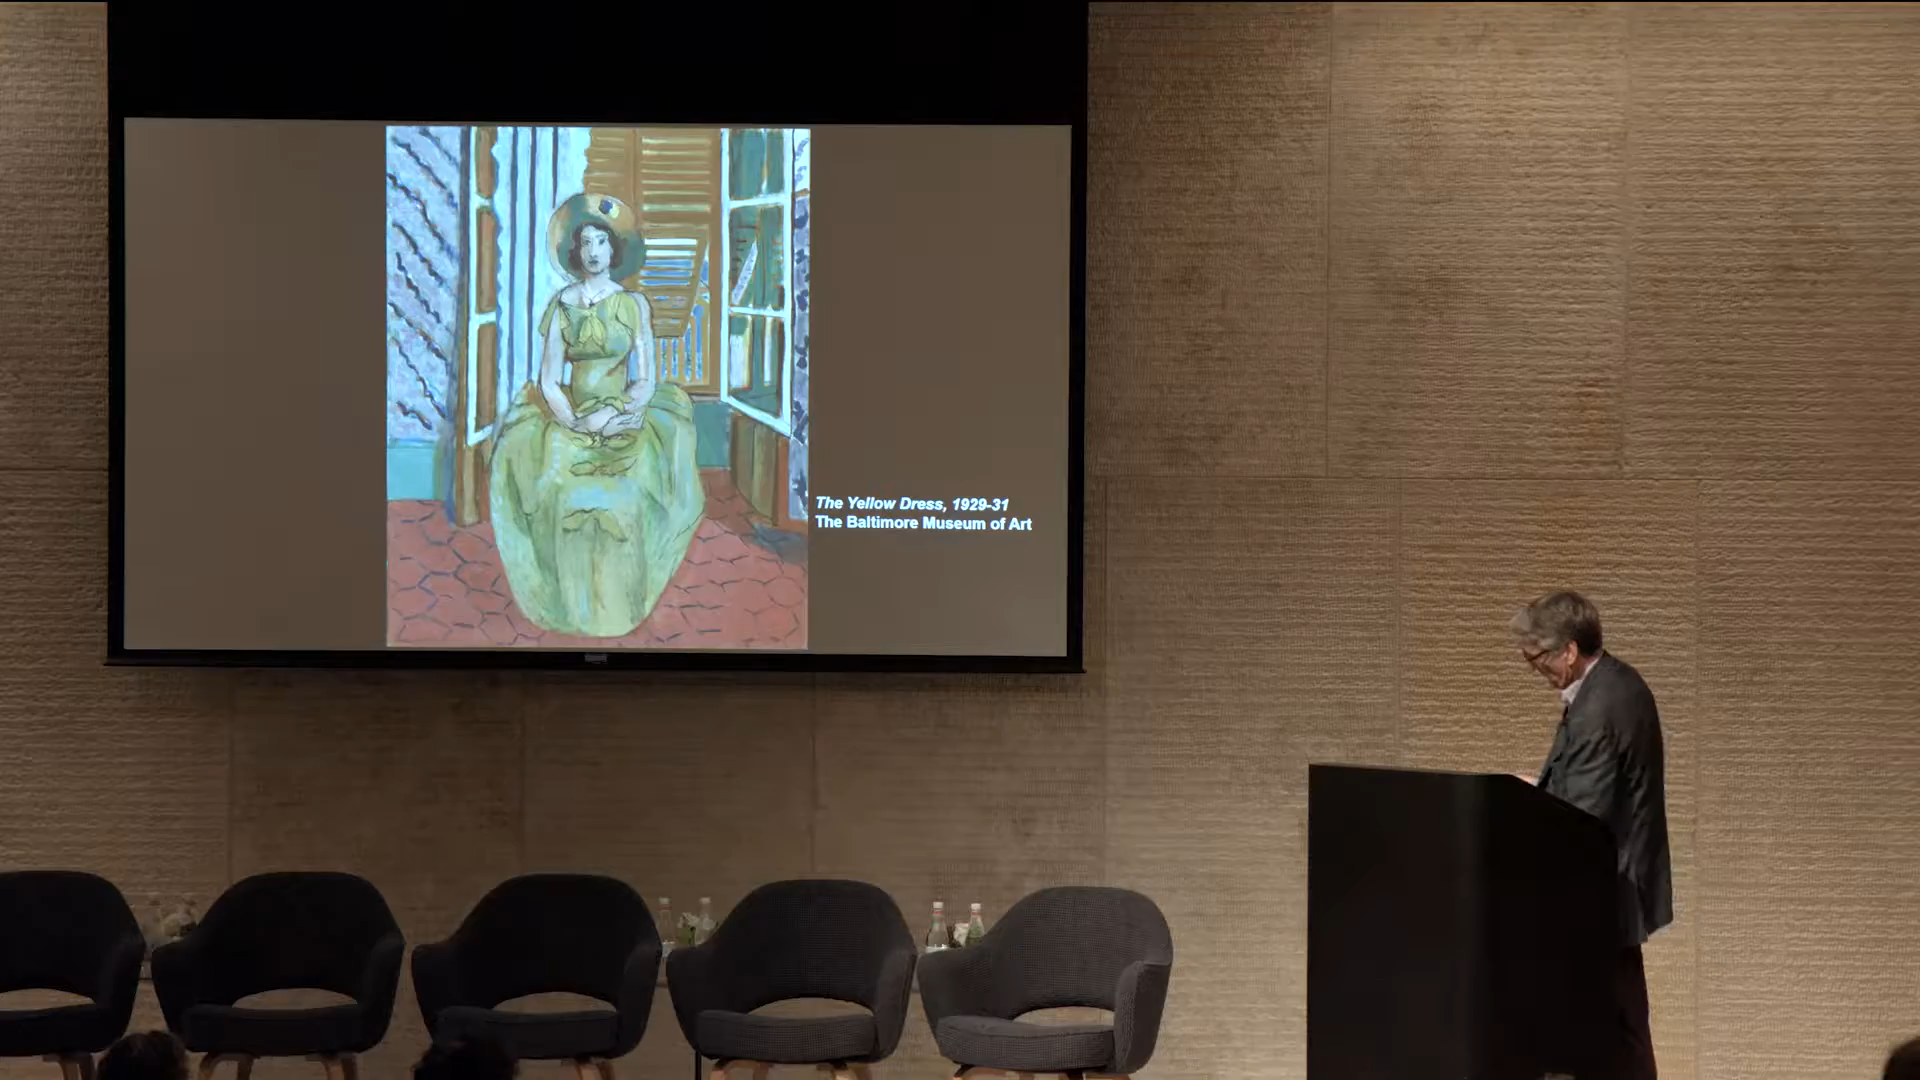 The Yellow Dress, 1929-31
The Baltimore Museum of Art